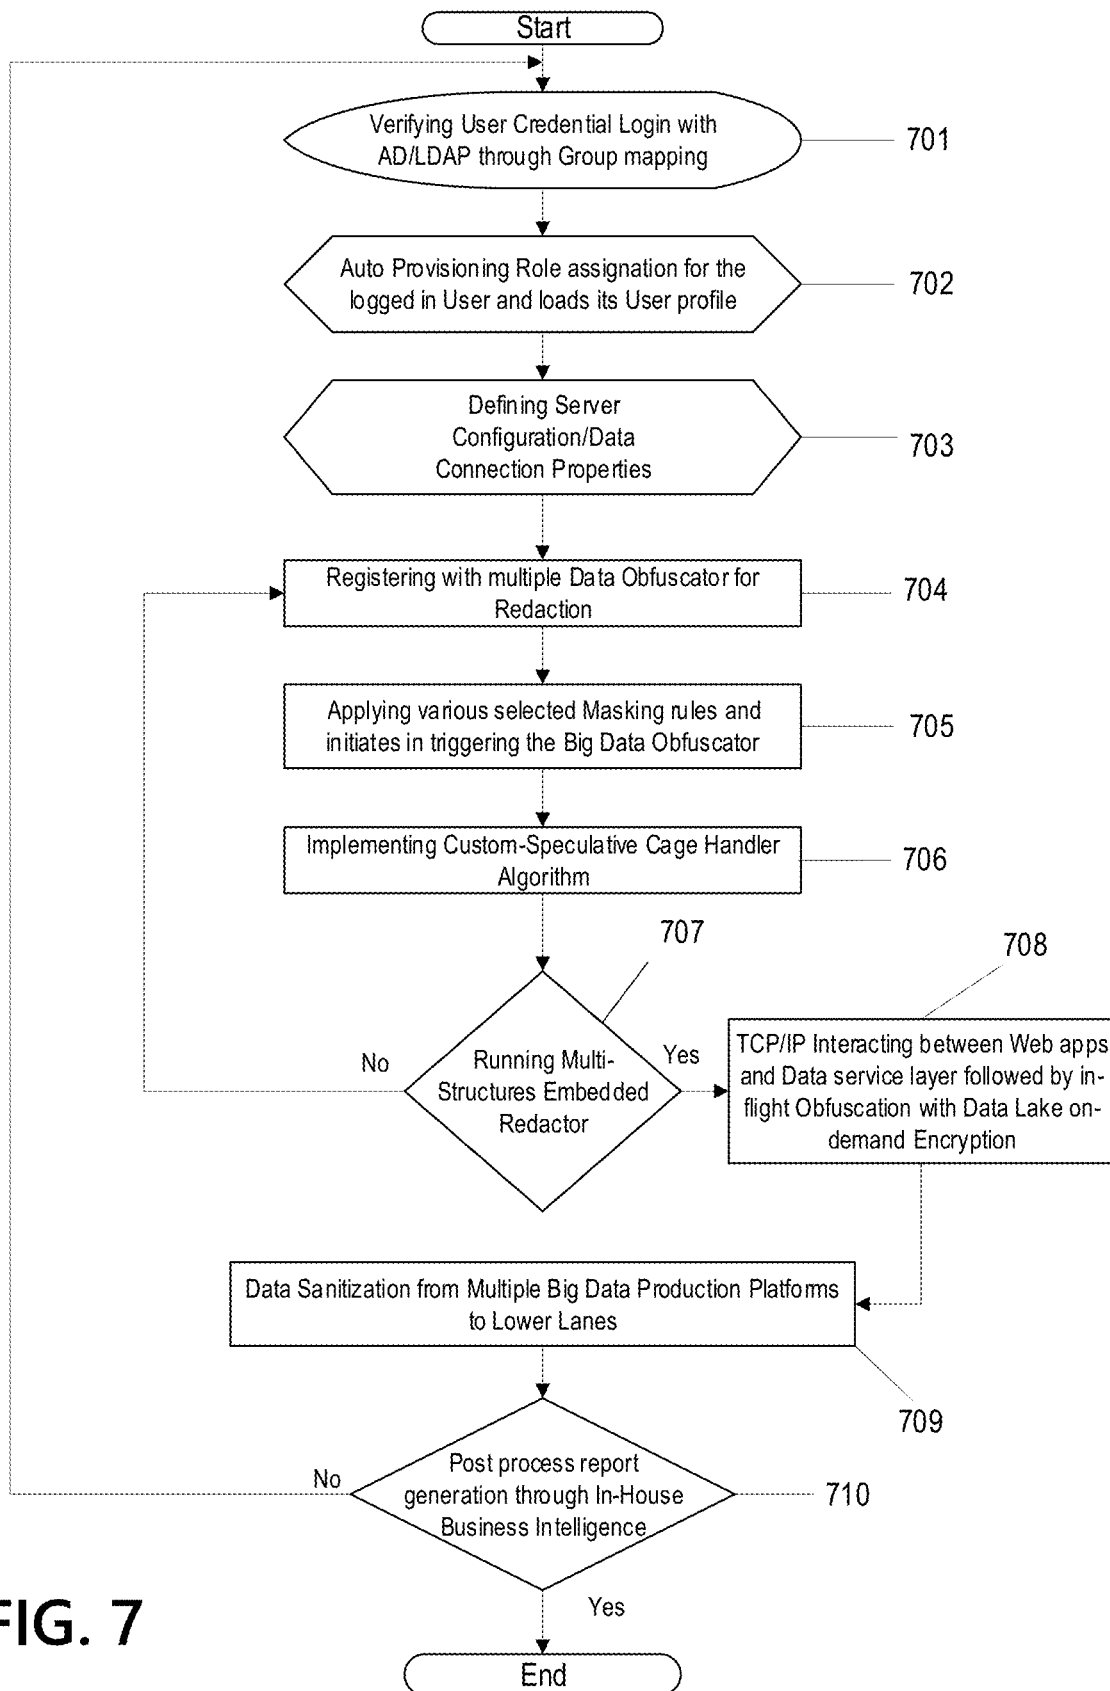 Start
Verifying User Credential Login with
AD/LDAP through Group mapping
701
Auto Provisioning Role assignation for the
logged in User and loads its User profile
702
Defining Server
Configuration/Data
Connection Properties
703
Registering with multiple Data Obfuscator for
Redaction
704
Applying various selected Masking rules and
initiates in triggering the Big Data Obfuscator
705
Implementing Custom-Speculative Cage Handler
Algorithm
706
707
708
No
Running Multi-
Structures Embedded
Redactor
Yes
TCP/IP Interacting between Web apps
and Data service layer followed by in-
flight Obfuscation with Data Lake on-
demand Encryption
Data Sanitization from Multiple Big Data Production Platforms
to Lower Lanes
709
No
Post process report
generation through In-House
Business Intelligence
710
Yes
FIG. 7
End